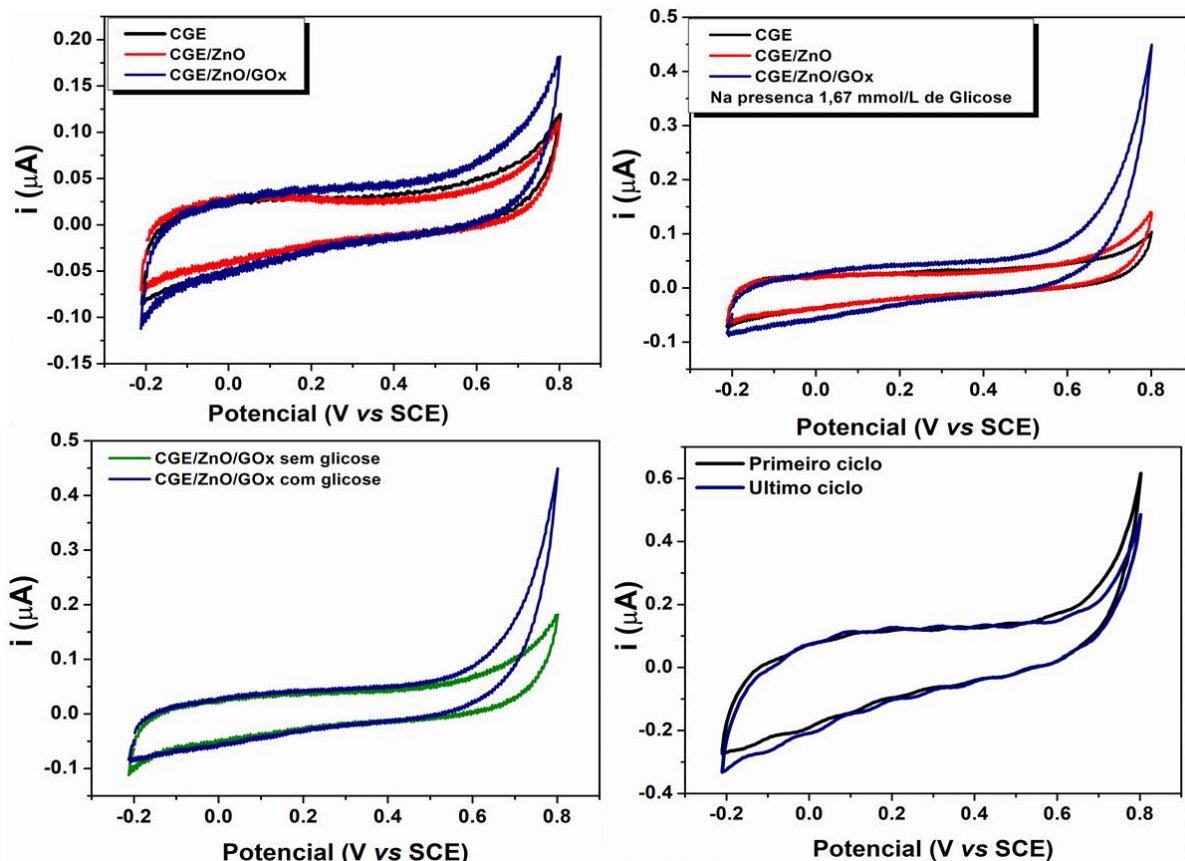 CGE
CGE/ZnO
CGE/ZnO/GOx
0.20
0.15
0.10
0.05
0.00
-0.05
-0.10
-0.15
i (μA)
-0.2 0.0 0.2 0.4 0.6 0.8
Potencial (V vs SCE)
CGE
CGE/ZnO
CGE/ZnO/GOx
Na presenca 1,67 mmol/L de Glicose
0.5
0.4
0.3
0.2
0.1
0.0
-0.1
i (μA)
-0.2 0.0 0.2 0.4 0.6 0.8
Potencial (V vs SCE)
CGE/ZnO/GOx sem glicose
CGE/ZnO/GOx com glicose
0.5
0.4
0.3
0.2
0.1
0.0
-0.1
i (μA)
-0.2 0.0 0.2 0.4 0.6 0.8
Potencial (V vs SCE)
Primeiro ciclo
Ultimo ciclo
0.6
0.4
0.2
0.0
-0.2
-0.4
i (μA)
-0.2 0.0 0.2 0.4 0.6 0.8
Potencial (V vs SCE)